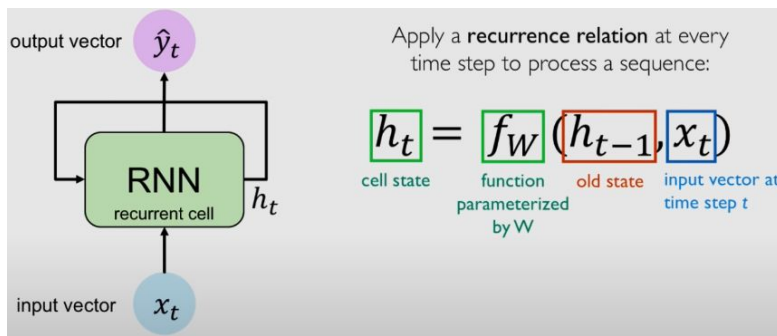 output vector
ŷₜ
RNN
recurrent cell
hₜ
input vector
xₜ
Apply a recurrence relation at every
time step to process a sequence:
hₜ = f_W(hₜ₋₁, xₜ)
cell state
function
parameterized
by W
old state
input vector at
time step t